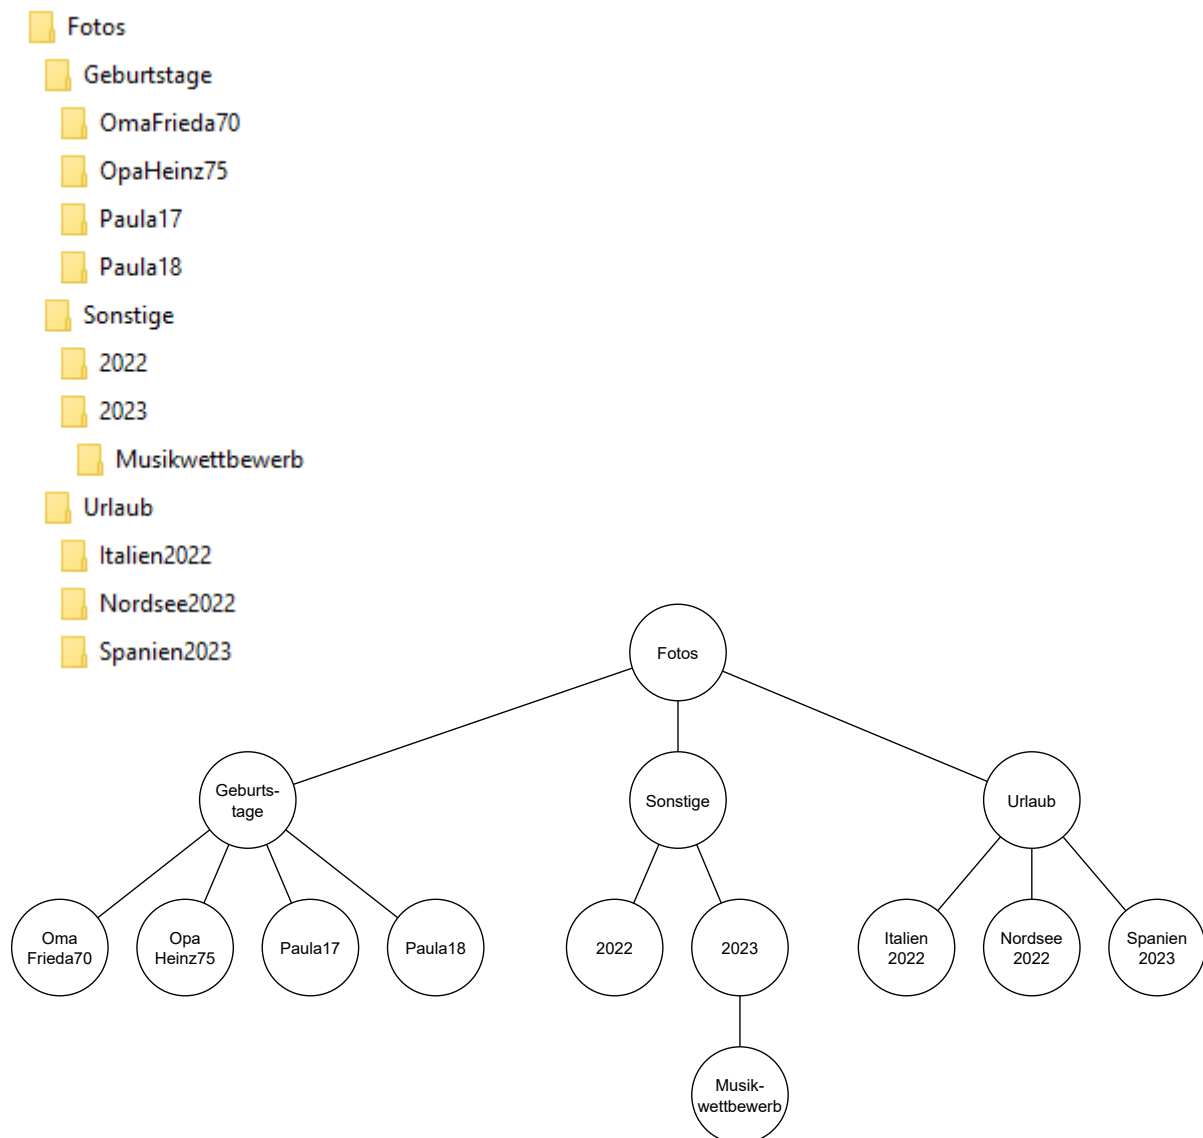 Fotos
Geburtstage
OmaFrieda70
OpaHeinz75
Paula17
Paula18
Sonstige
2022
2023
Musikwettbewerb
Urlaub
Italien2022
Nordsee2022
Spanien2023
Fotos
Geburts-
tage
Sonstige
Urlaub
Oma
Frieda70
Opa
Heinz75
Paula17
Paula18
2022
2023
Italien
2022
Nordsee
2022
Spanien
2023
Musik-
wettbewerb